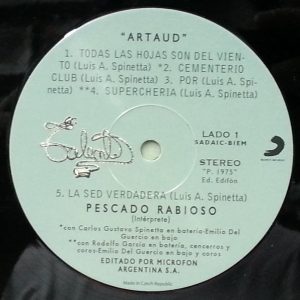 "ARTAUD"
1. TODAS LAS HOJAS SON DEL VIEN-
TO (Luis A. Spinetta) *2. CEMENTERIO
CLUB (Luis A. Spinetta) 3. POR (Luis A. Spi-
netta) **4. SUPERCHERIA (Luis A. Spinetta)
LADO 1
SADAIC-BIEM
STEREO
"P. 1973"
Ed. Edifón
5. LA SED VERDADERA (Luis A. Spinetta)
PESCADO RABIOSO
(Intérprete)
*con Carlos Gustavo Spinetta en batería-Emilio Del
Guercio en bajo
**con Rodolfo García en batería, cencerros y
coros-Emilio Del Guercio en bajo y coros
EDITADO POR MICROFON
ARGENTINA S.A.
Made in Czech Republic